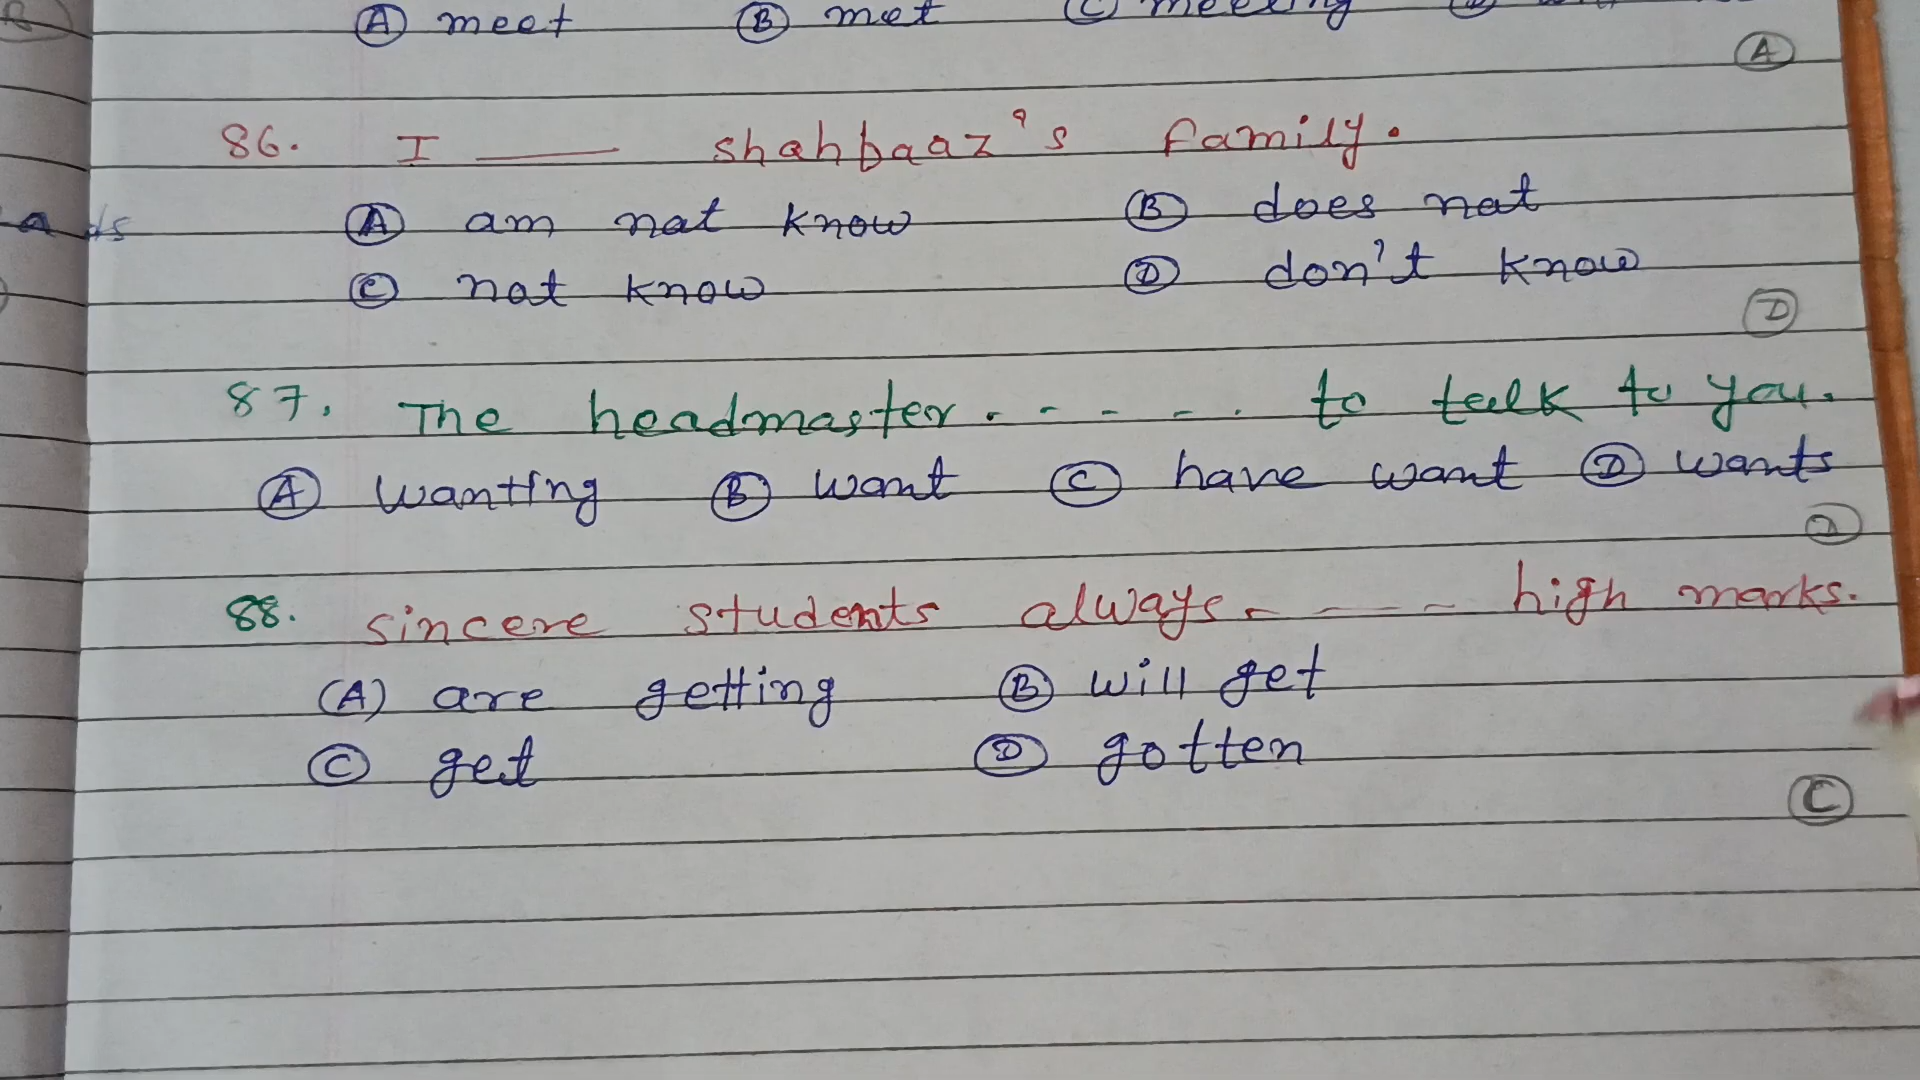 (A) meet (B) met (C) meeting
(A)
86. I ___ shahbaaz's family.
(A) am not know (B) does not
(C) not know (D) don't know
(D)
87. The headmaster. - - - - . to talk to you.
(A) wanting (B) want (C) have want (D) wants
(D)
88. sincere students always - - - - high marks.
(A) are getting (B) will get
(C) get (D) gotten
(C)